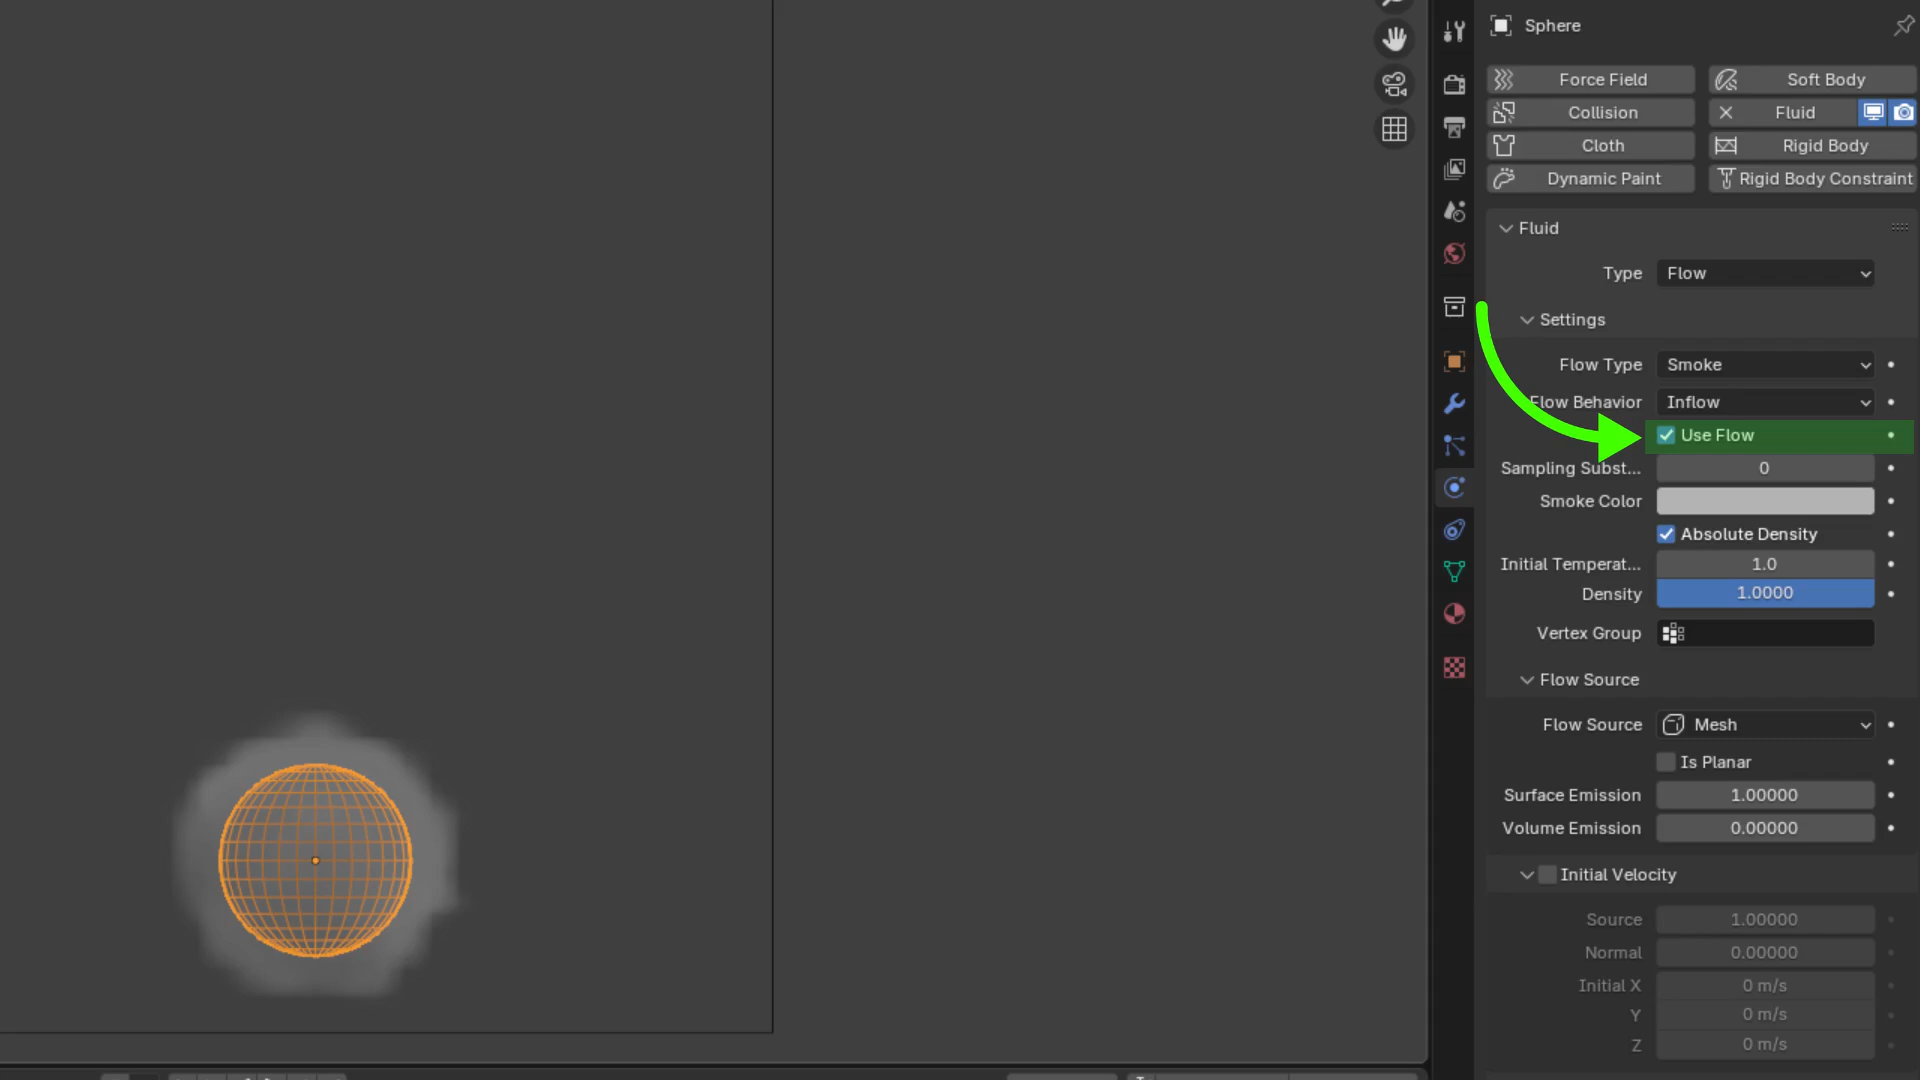 Sphere
Force Field
Soft Body
Collision
Fluid
Cloth
Rigid Body
Dynamic Paint
Rigid Body Constraint
Fluid
Type Flow
Settings
Flow Type Smoke
Flow Behavior Inflow
Use Flow
Sampling Subst... 0
Smoke Color
Absolute Density
Initial Temperat... 1.0
Density 1.0000
Vertex Group
Flow Source
Flow Source Mesh
Is Planar
Surface Emission 1.00000
Volume Emission 0.00000
Initial Velocity
Source 1.00000
Normal 0.00000
Initial X 0 m/s
Y 0 m/s
Z 0 m/s